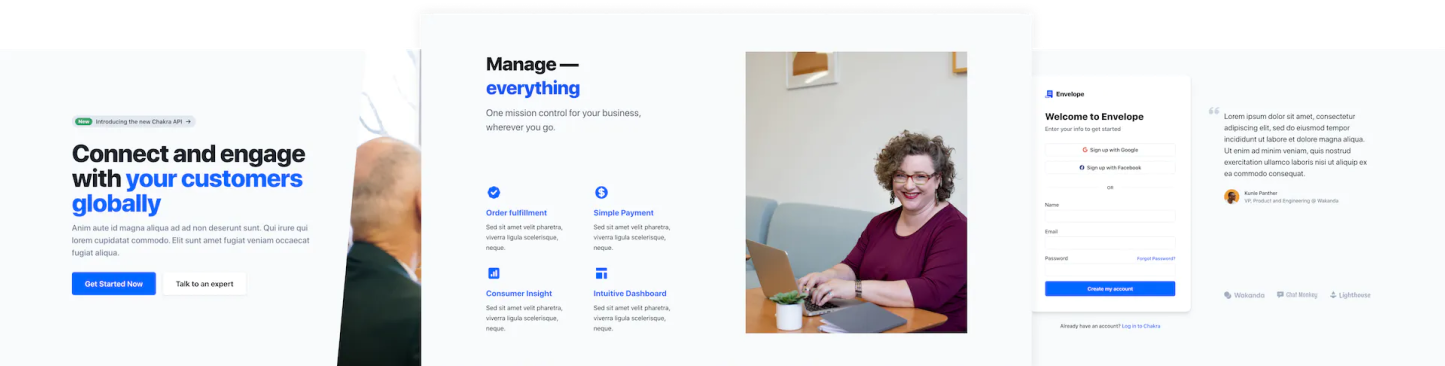 New Introducing the new Chakra API →
Connect and engage
with your customers
globally
Anim aute id magna aliqua ad ad non deserunt sunt. Qui irure qui
lorem cupidatat commodo. Elit sunt amet fugiat veniam occaecat
fugiat aliqua.
Get Started Now
Talk to an expert
Manage —
everything
One mission control for your business,
wherever you go.
Order fulfillment
Sed sit amet velit pharetra,
viverra ligula scelerisque,
neque.
Simple Payment
Sed sit amet velit pharetra,
viverra ligula scelerisque,
neque.
Consumer Insight
Sed sit amet velit pharetra,
viverra ligula scelerisque,
neque.
Intuitive Dashboard
Sed sit amet velit pharetra,
viverra ligula scelerisque,
neque.
Envelope
Welcome to Envelope
Enter your info to get started
Sign up with Google
Sign up with Facebook
OR
Name
Email
Password
Forgot Password?
Create my account
Already have an account? Log in to Chakra
“
Lorem ipsum dolor sit amet, consectetur
adipiscing elit, sed do eiusmod tempor
incididunt ut labore et dolore magna aliqua.
Ut enim ad minim veniam, quis nostrud
exercitation ullamco laboris nisi ut aliquip ex
ea commodo consequat.
Kunle Panther
VP, Product and Engineering @ Wakanda
Wakanda
Chat Monkey
Lighthouse